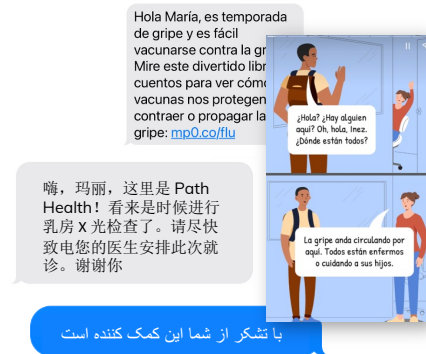 Hola María, es temporada
de gripe y es fácil
vacunarse contra la
Mire este divertido
cuentos para ver
vacunas nos protegen
contraer o propagar la
gripe: mp0.co/flu
¿Hola? ¿Hay alguien
aquí? Oh, hola, Inez.
¿Dónde están todos?
嗨，玛丽，这里是 Path
Health！看来是时候进行
乳房 X 光检查了。请尽快
致电您的医生安排此次就
诊。谢谢你
La gripe anda circulando por
aquí. Todos están enfermos
o cuidando a sus hijos.
با تشکر از شما این کمک کننده است